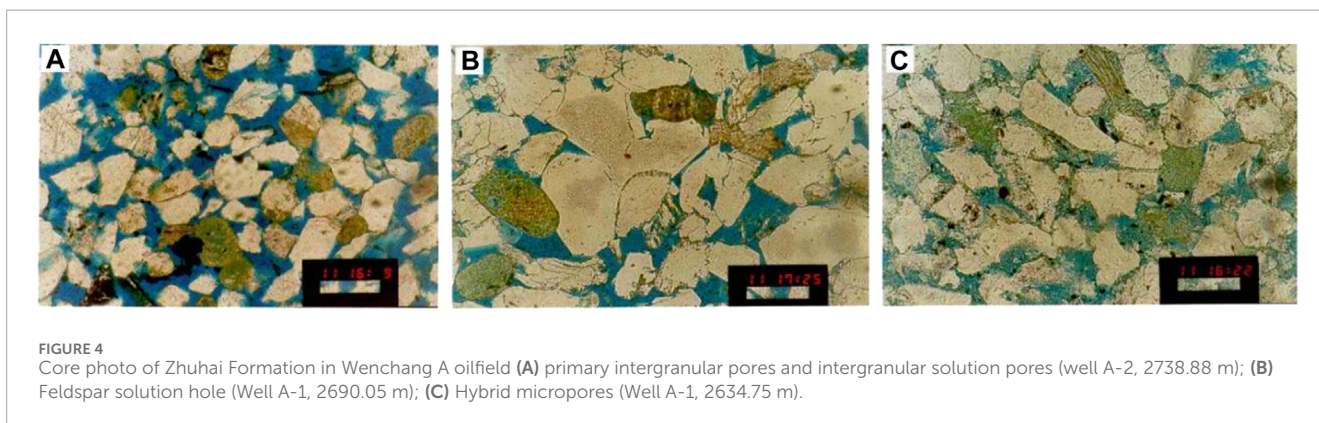 A
B
C
11 16: 9
11 17:25
11 16:22
FIGURE 4
Core photo of Zhuhai Formation in Wenchang A oilfield (A) primary intergranular pores and intergranular solution pores (well A-2, 2738.88 m); (B)
Feldspar solution hole (Well A-1, 2690.05 m); (C) Hybrid micropores (Well A-1, 2634.75 m).